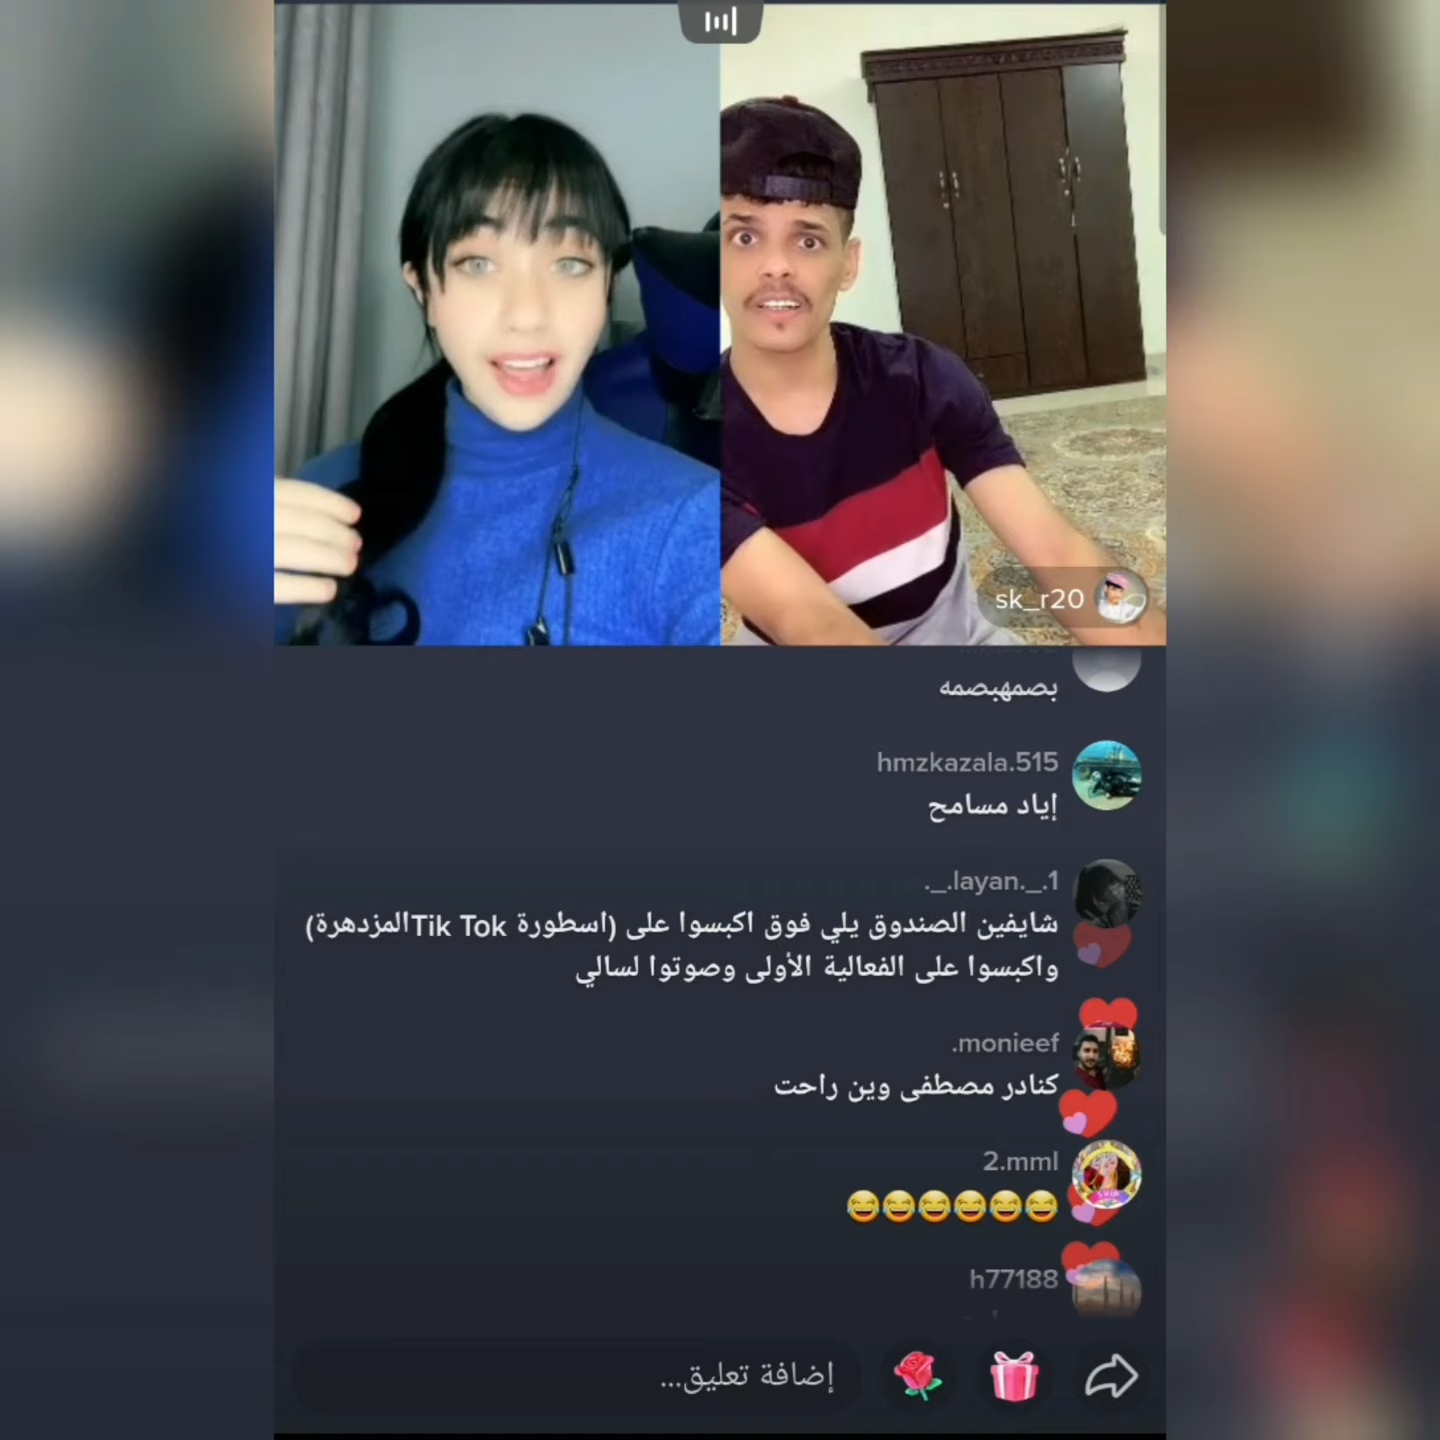 sk_r20
بصمهبصمه
hmzkazala.515
إياد مسامح
._.layan._.1
شايفين الصندوق يلي فوق اكبسوا على (اسطورة Tik Tokالمزدهرة)
واكبسوا على الفعالية الأولى وصوتوا لسالي
.monieef
كنادر مصطفى وين راحت
2.mml
😂😂😂😂😂😂
h77188
إضافة تعليق...